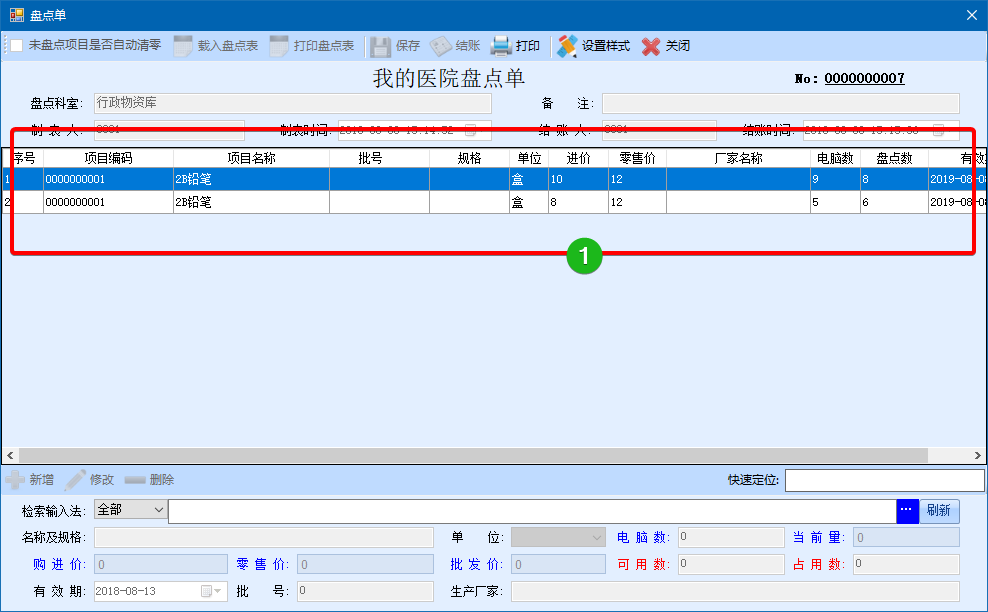 盘点单
未盘点项目是否自动清零 载入盘点表 打印盘点表 保存 结账 打印 设置样式 关闭
我的医院盘点单 No: 0000000007
盘点科室: 行政物资库 备 注:
制 表 人: 0001 制表时间: 结 账 人: 0001 结账时间:
序号 项目编码 项目名称 批号 规格 单位 进价 零售价 厂家名称 电脑数 盘点数 有效
1 0000000001 2B铅笔 盒 10 12 9 8 2019-08-08
2 0000000001 2B铅笔 盒 8 12 5 6 2019-08-08
1
新增 修改 删除 快速定位:
检索输入法: 全部 ... 刷新
名称及规格: 单 位: 电 脑 数: 0 当 前 量: 0
购 进 价: 0 零 售 价: 0 批 发 价: 0 可 用 数: 0 占 用 数: 0
有 效 期: 2018-08-13 批 号: 0 生产厂家: